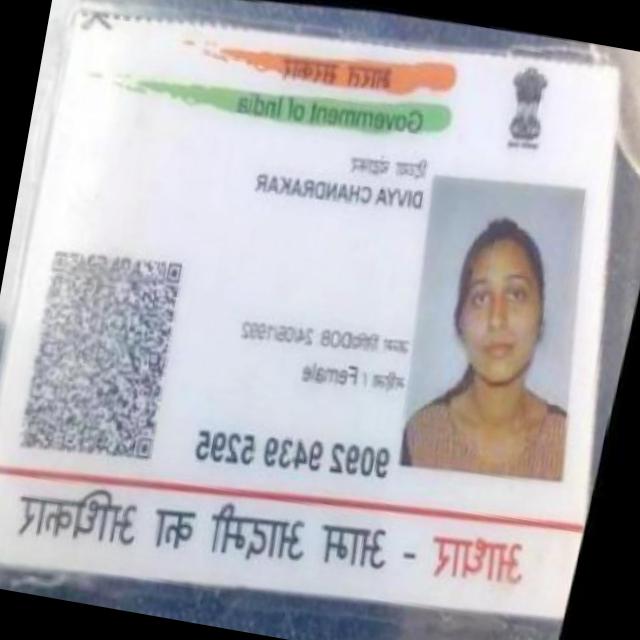 भारत सरकार
Government of India
दिव्या चंद्राकर
DIVYA CHANDRAKAR
जन्म तिथि/DOB: 24/06/1992
महिला / Female
9092 9439 5295
आधार - आम आदमी का अधिकार